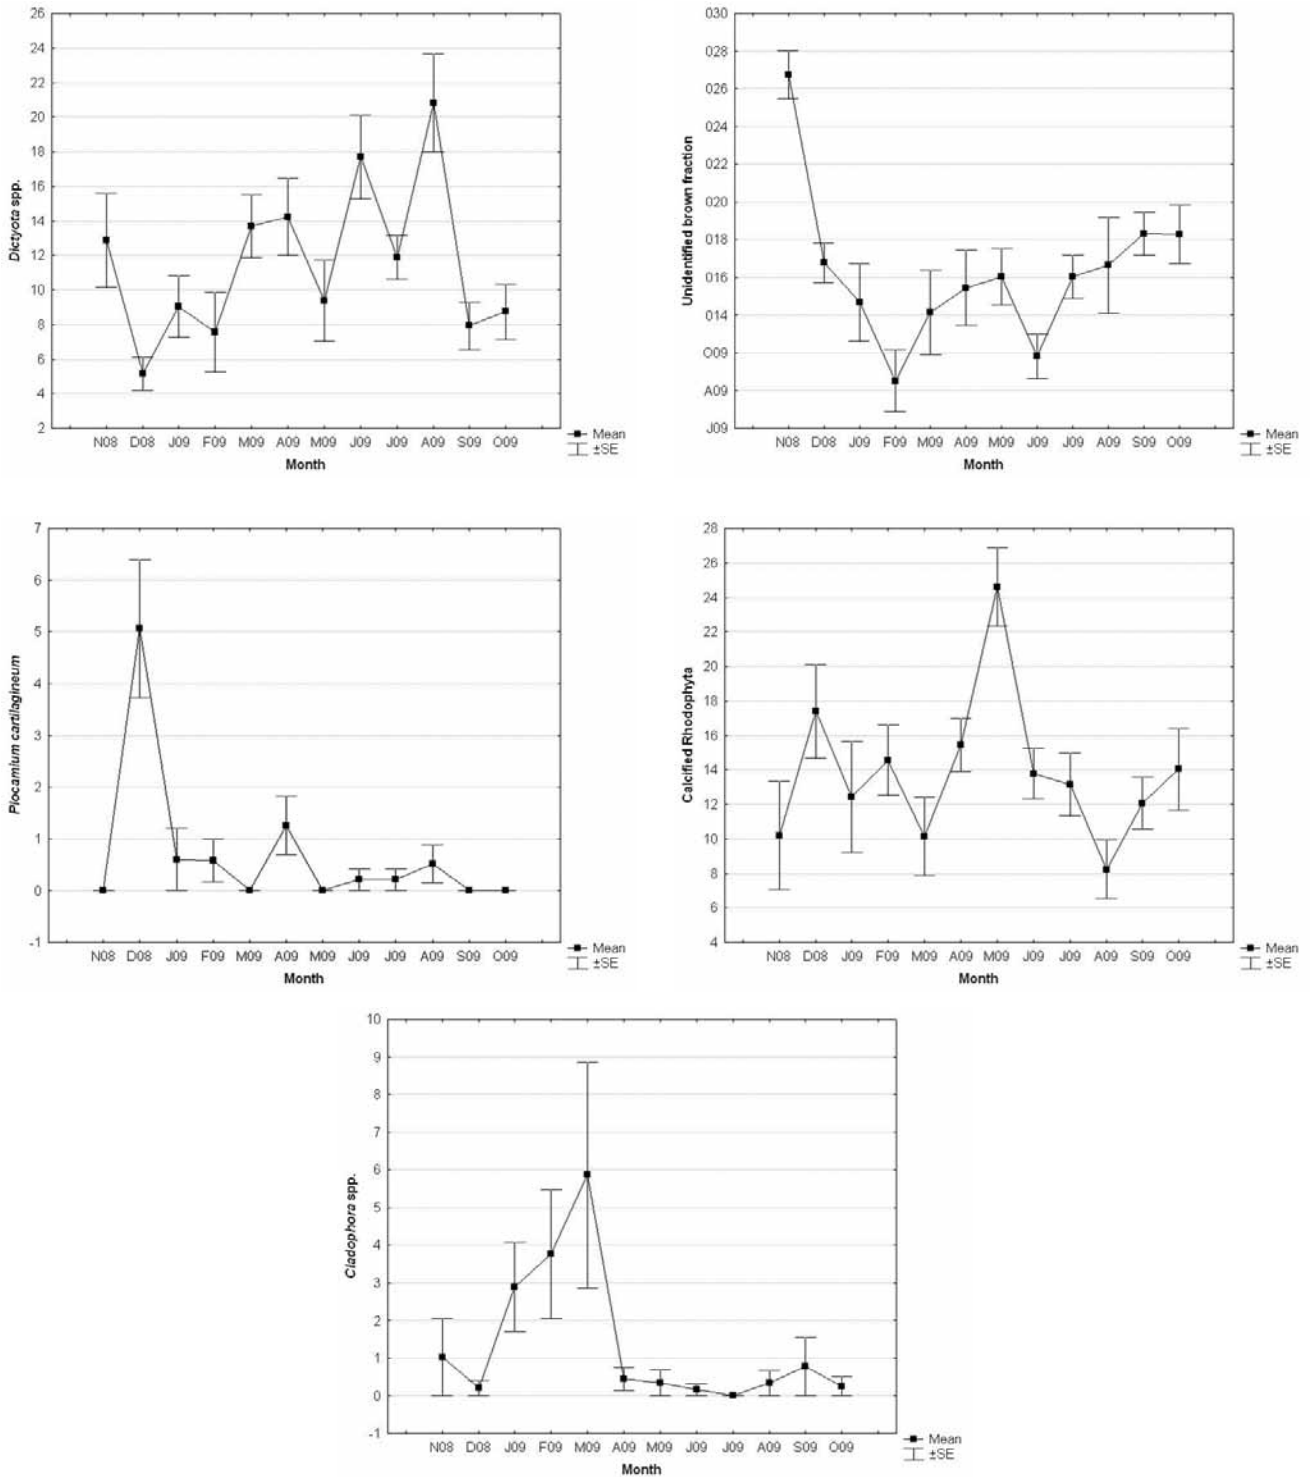 26
24
22
20
18
16
14
12
10
8
6
4
2
Dictyota spp.
N08 D08 J09 F09 M09 A09 M09 J09 J09 A09 S09 O09
Month
Mean
±SE
030
028
026
024
022
020
018
016
014
O09
A09
J09
Unidentified brown fraction
N08 D08 J09 F09 M09 A09 M09 J09 J09 A09 S09 O09
Month
Mean
±SE
7
6
5
4
3
2
1
0
-1
Plocamium cartilagineum
N08 D08 J09 F09 M09 A09 M09 J09 J09 A09 S09 O09
Month
Mean
±SE
28
26
24
22
20
18
16
14
12
10
8
6
4
Calcified Rhodophyta
N08 D08 J09 F09 M09 A09 M09 J09 J09 A09 S09 O09
Month
Mean
±SE
10
9
8
7
6
5
4
3
2
1
0
-1
Cladophora spp.
N08 D08 J09 F09 M09 A09 M09 J09 J09 A09 S09 O09
Month
Mean
±SE